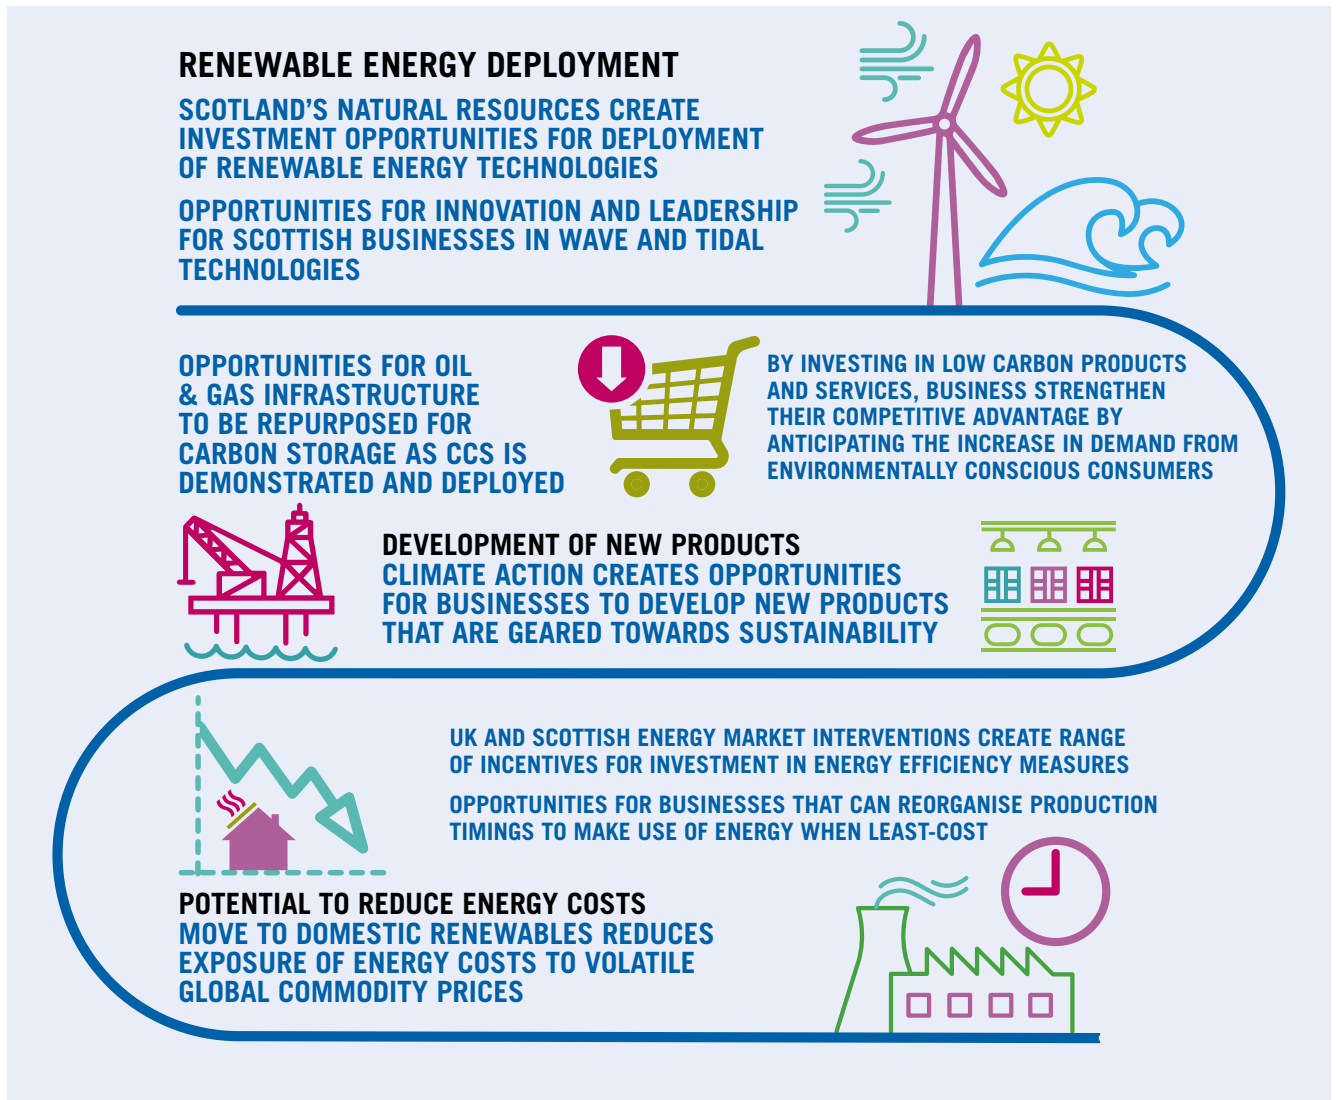 RENEWABLE ENERGY DEPLOYMENT
SCOTLAND'S NATURAL RESOURCES CREATE
INVESTMENT OPPORTUNITIES FOR DEPLOYMENT
OF RENEWABLE ENERGY TECHNOLOGIES
OPPORTUNITIES FOR INNOVATION AND LEADERSHIP
FOR SCOTTISH BUSINESSES IN WAVE AND TIDAL
TECHNOLOGIES
OPPORTUNITIES FOR OIL
& GAS INFRASTRUCTURE
TO BE REPURPOSED FOR
CARBON STORAGE AS CCS IS
DEMONSTRATED AND DEPLOYED
BY INVESTING IN LOW CARBON PRODUCTS
AND SERVICES, BUSINESS STRENGTHEN
THEIR COMPETITIVE ADVANTAGE BY
ANTICIPATING THE INCREASE IN DEMAND FROM
ENVIRONMENTALLY CONSCIOUS CONSUMERS
DEVELOPMENT OF NEW PRODUCTS
CLIMATE ACTION CREATES OPPORTUNITIES
FOR BUSINESSES TO DEVELOP NEW PRODUCTS
THAT ARE GEARED TOWARDS SUSTAINABILITY
UK AND SCOTTISH ENERGY MARKET INTERVENTIONS CREATE RANGE
OF INCENTIVES FOR INVESTMENT IN ENERGY EFFICIENCY MEASURES
OPPORTUNITIES FOR BUSINESSES THAT CAN REORGANISE PRODUCTION
TIMINGS TO MAKE USE OF ENERGY WHEN LEAST-COST
POTENTIAL TO REDUCE ENERGY COSTS
MOVE TO DOMESTIC RENEWABLES REDUCES
EXPOSURE OF ENERGY COSTS TO VOLATILE
GLOBAL COMMODITY PRICES